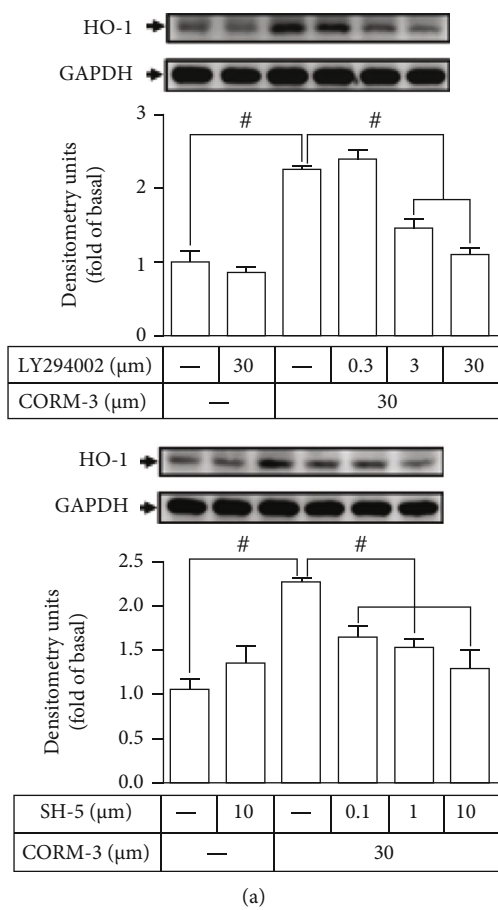 HO-1
GAPDH
# #
3
2
1
0
Densitometry units
(fold of basal)
LY294002 (μm) — 30 — 0.3 3 30
CORM-3 (μm) — 30
HO-1
GAPDH
# #
2.5
2.0
1.5
1.0
0.5
0.0
Densitometry units
(fold of basal)
SH-5 (μm) — 10 — 0.1 1 10
CORM-3 (μm) — 30
(a)